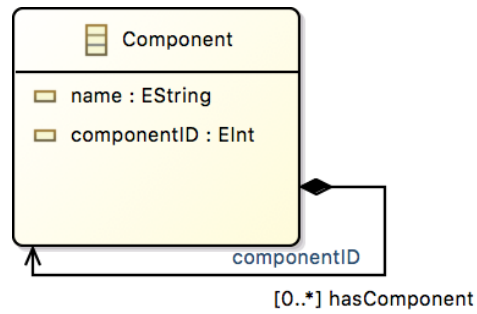 Component
name : EString
componentID : EInt
componentID
[0..*] hasComponent